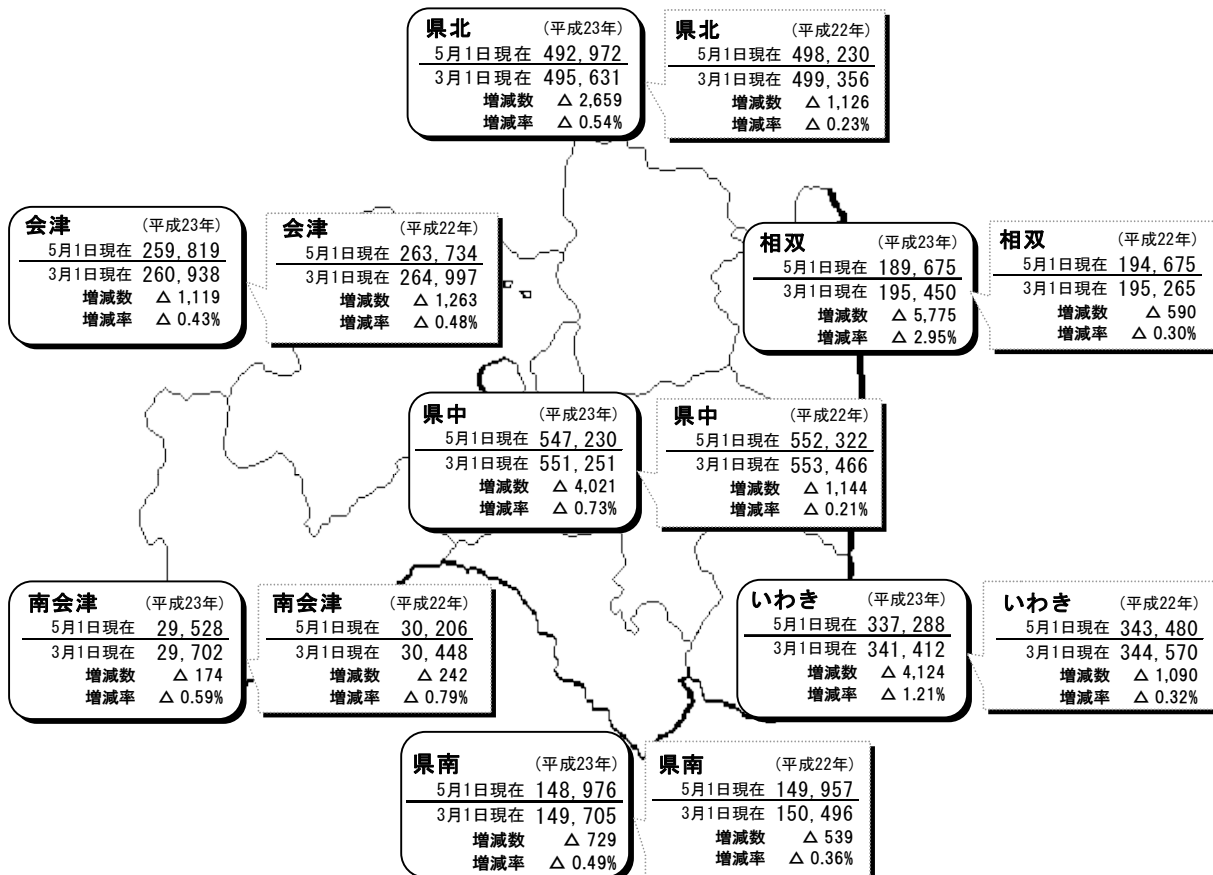 県北 (平成23年)
5月1日現在 492,972
3月1日現在 495,631
増減数 △ 2,659
増減率 △ 0.54%
県北 (平成22年)
5月1日現在 498,230
3月1日現在 499,356
増減数 △ 1,126
増減率 △ 0.23%
会津 (平成23年)
5月1日現在 259,819
3月1日現在 260,938
増減数 △ 1,119
増減率 △ 0.43%
会津 (平成22年)
5月1日現在 263,734
3月1日現在 264,997
増減数 △ 1,263
増減率 △ 0.48%
相双 (平成23年)
5月1日現在 189,675
3月1日現在 195,450
増減数 △ 5,775
増減率 △ 2.95%
相双 (平成22年)
5月1日現在 194,675
3月1日現在 195,265
増減数 △ 590
増減率 △ 0.30%
県中 (平成23年)
5月1日現在 547,230
3月1日現在 551,251
増減数 △ 4,021
増減率 △ 0.73%
県中 (平成22年)
5月1日現在 552,322
3月1日現在 553,466
増減数 △ 1,144
増減率 △ 0.21%
南会津 (平成23年)
5月1日現在 29,528
3月1日現在 29,702
増減数 △ 174
増減率 △ 0.59%
南会津 (平成22年)
5月1日現在 30,206
3月1日現在 30,448
増減数 △ 242
増減率 △ 0.79%
いわき (平成23年)
5月1日現在 337,288
3月1日現在 341,412
増減数 △ 4,124
増減率 △ 1.21%
いわき (平成22年)
5月1日現在 343,480
3月1日現在 344,570
増減数 △ 1,090
増減率 △ 0.32%
県南 (平成23年)
5月1日現在 148,976
3月1日現在 149,705
増減数 △ 729
増減率 △ 0.49%
県南 (平成22年)
5月1日現在 149,957
3月1日現在 150,496
増減数 △ 539
増減率 △ 0.36%